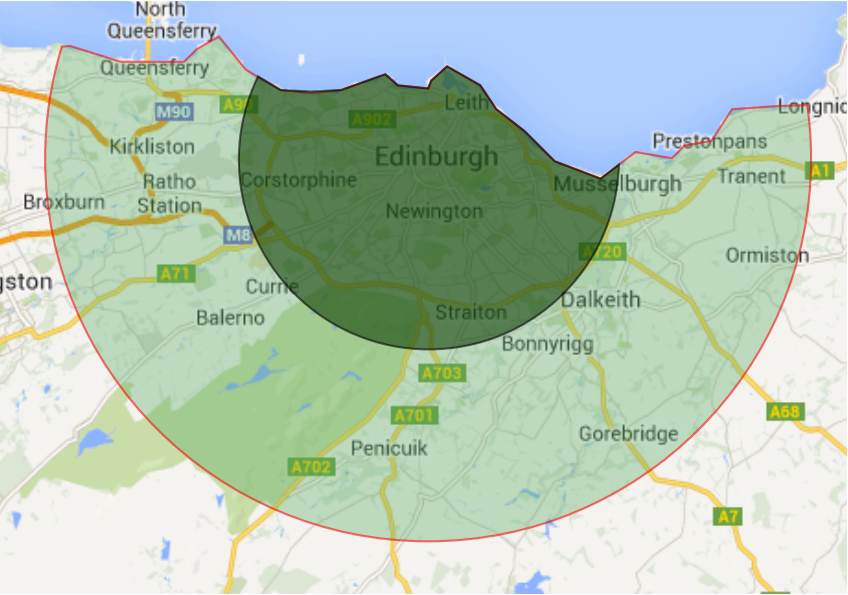 North
Queensferry
Queensferry
M90
A90
A902
Leith
Longnid
Kirkliston
Edinburgh
Prestonpans
A1
Ratho
Station
Corstorphine
Musselburgh
Tranent
Broxburn
Newington
M8
A720
Ormiston
A71
gston
Currie
Balerno
Straiton
Dalkeith
Bonnyrigg
A703
A701
A68
Gorebridge
Penicuik
A702
A7